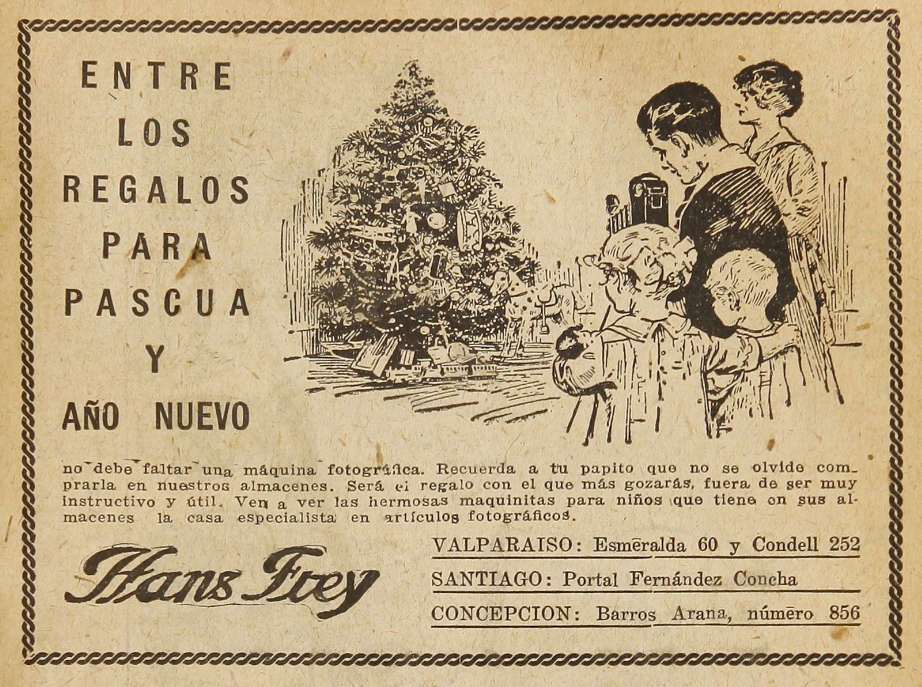 ENTRE
LOS
REGALOS
PARA
PASCUA
Y
AÑO NUEVO
no debe faltar una máquina fotográfica. Recuerda a tu papito que no se olvide com-
prarla en nuestros almacenes. Será el regalo con el que más gozarás, fuera de ser muy
instructivo y útil. Ven a ver las hermosas maquinitas para niños que tiene en sus al-
macenes la casa especialista en artículos fotográficos.
Hans Frey
VALPARAISO: Esmēralda 60 y Condell 252
SANTIAGO: Portal Fernández Concha
CONCEPCION: Barros Arana, númēro 856